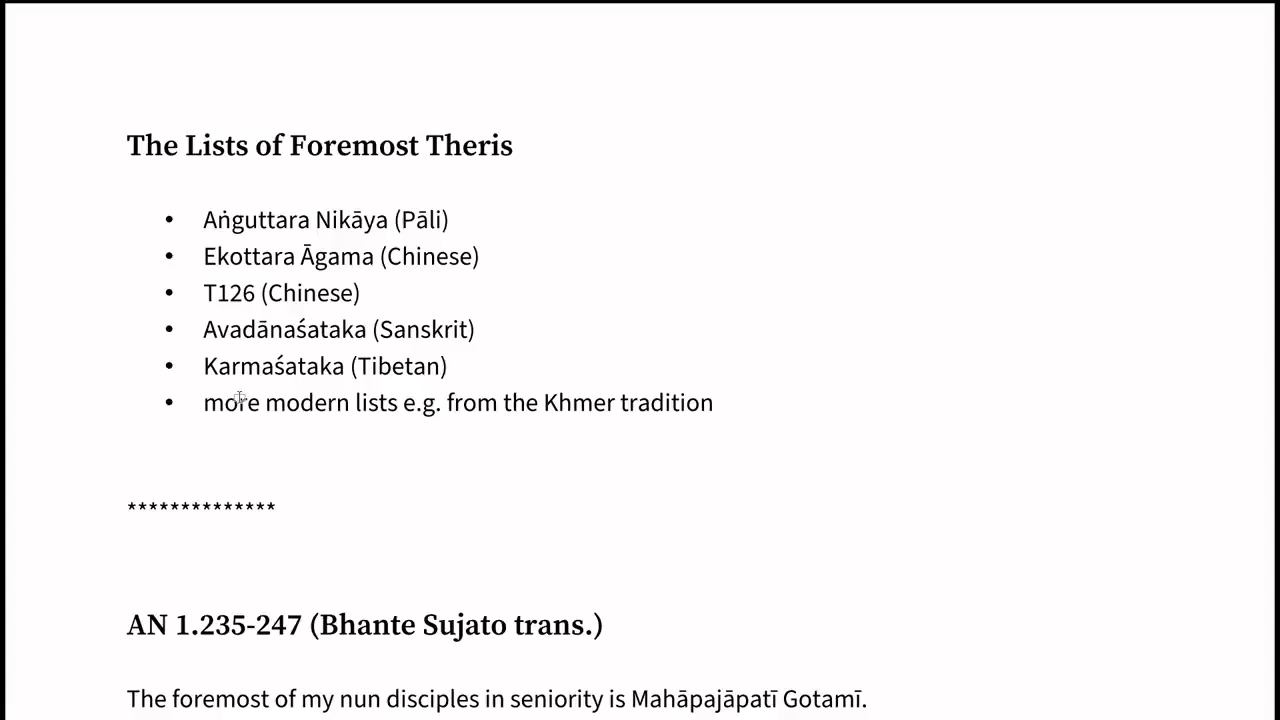 The Lists of Foremost Theris
• Aṅguttara Nikāya (Pāli)
• Ekottara Āgama (Chinese)
• T126 (Chinese)
• Avadānaśataka (Sanskrit)
• Karmaśataka (Tibetan)
• more modern lists e.g. from the Khmer tradition
**************
AN 1.235-247 (Bhante Sujato trans.)
The foremost of my nun disciples in seniority is Mahāpajāpatī Gotamī.